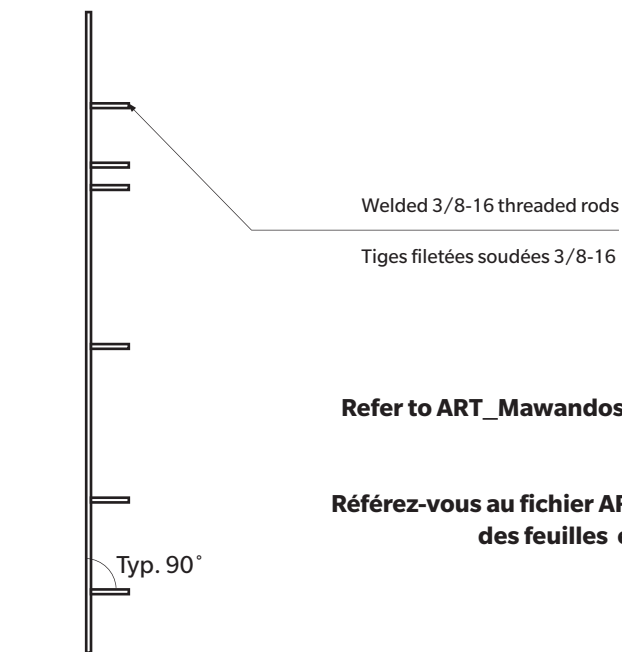 Welded 3/8-16 threaded rods
Tiges filetées soudées 3/8-16
Refer to ART_Mawandos
Référez-vous au fichier
des feuilles
Typ. 90°